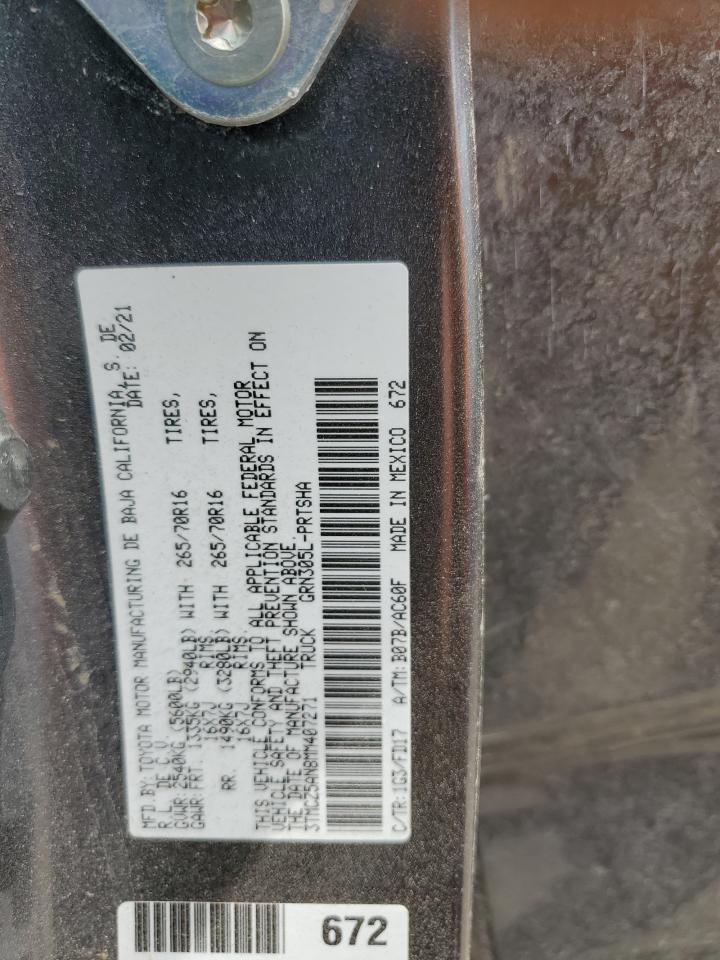 MFD.BY: TOYOTA MOTOR MANUFACTURING DE BAJA CALIFORNIA, S. DE
R. L. DE C.V. DATE: 02/21
GVWR: 2540KG (5600LB)
GAWR: FRT. 1335KG (2940LB) WITH 265/70R16 TIRES,
16X7J RIMS,
RR. 1490KG (3280LB) WITH 265/70R16 TIRES,
16X7J RIMS.
THIS VEHICLE CONFORMS TO ALL APPLICABLE FEDERAL MOTOR
VEHICLE SAFETY AND THEFT PREVENTION STANDARDS IN EFFECT ON
THE DATE OF MANUFACTURE SHOWN ABOVE.
3TMCZ5AN8MM407271 TRUCK GRN305L-PRTSHA
C/TR:1G3/FD17 A/TM: B07B/AC60F MADE IN MEXICO 672
672